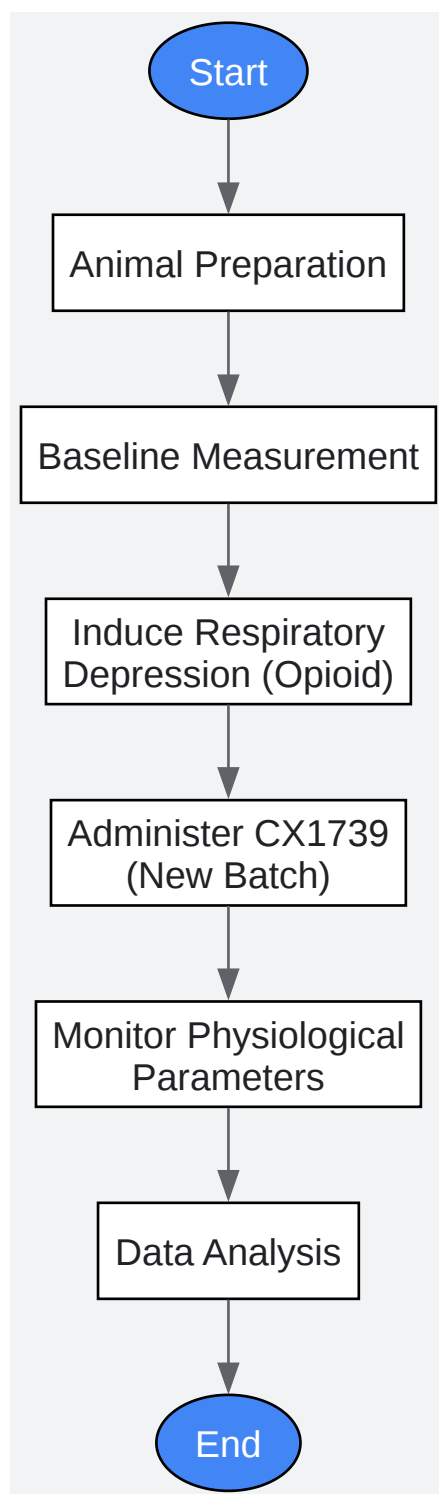 Start
Animal Preparation
Baseline Measurement
Induce Respiratory
Depression (Opioid)
Administer CX1739
(New Batch)
Monitor Physiological
Parameters
Data Analysis
End